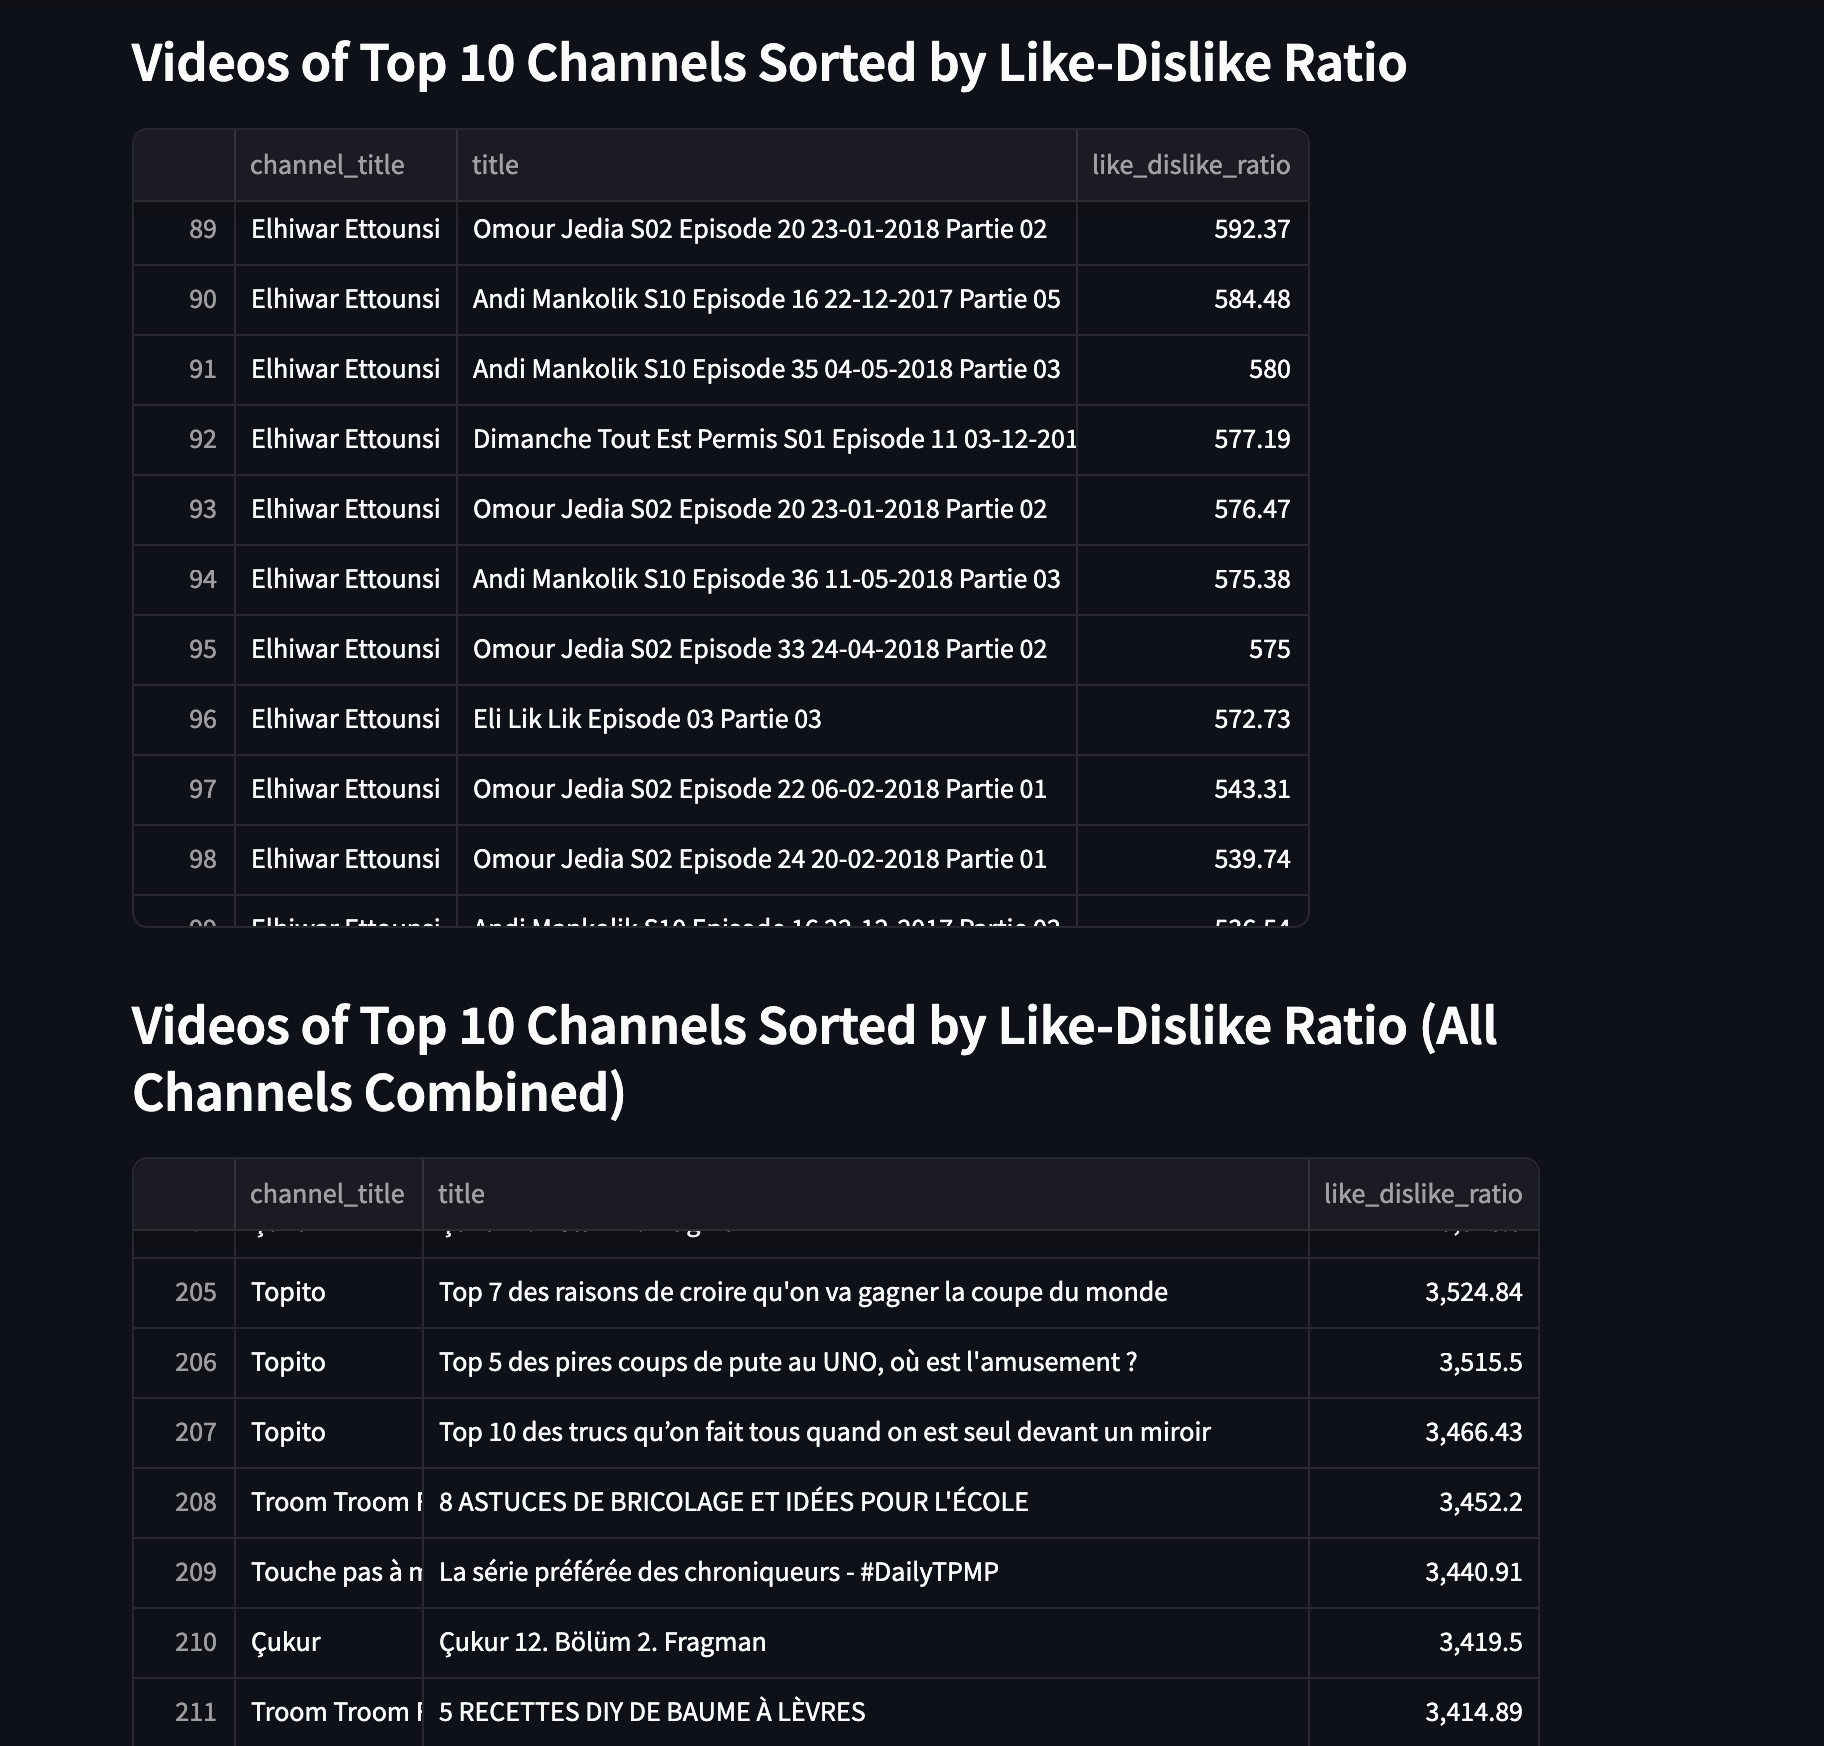 Videos of Top 10 Channels Sorted by Like-Dislike Ratio
channel_title title like_dislike_ratio
89 Elhiwar Ettounsi Omour Jedia S02 Episode 20 23-01-2018 Partie 02 592.37
90 Elhiwar Ettounsi Andi Mankolik S10 Episode 16 22-12-2017 Partie 05 584.48
91 Elhiwar Ettounsi Andi Mankolik S10 Episode 35 04-05-2018 Partie 03 580
92 Elhiwar Ettounsi Dimanche Tout Est Permis S01 Episode 11 03-12-201 577.19
93 Elhiwar Ettounsi Omour Jedia S02 Episode 20 23-01-2018 Partie 02 576.47
94 Elhiwar Ettounsi Andi Mankolik S10 Episode 36 11-05-2018 Partie 03 575.38
95 Elhiwar Ettounsi Omour Jedia S02 Episode 33 24-04-2018 Partie 02 575
96 Elhiwar Ettounsi Eli Lik Lik Episode 03 Partie 03 572.73
97 Elhiwar Ettounsi Omour Jedia S02 Episode 22 06-02-2018 Partie 01 543.31
98 Elhiwar Ettounsi Omour Jedia S02 Episode 24 20-02-2018 Partie 01 539.74
Elhiwar Ettounsi Andi Mankolik S10 Episode
Videos of Top 10 Channels Sorted by Like-Dislike Ratio (All
Channels Combined)
channel_title title like_dislike_ratio
205 Topito Top 7 des raisons de croire qu'on va gagner la coupe du monde 3,524.84
206 Topito Top 5 des pires coups de pute au UNO, où est l'amusement ? 3,515.5
207 Topito Top 10 des trucs qu’on fait tous quand on est seul devant un miroir 3,466.43
208 Troom Troom 8 ASTUCES DE BRICOLAGE ET IDÉES POUR L'ÉCOLE 3,452.2
209 Touche pas à La série préférée des chroniqueurs - #DailyTPMP 3,440.91
210 Çukur Çukur 12. Bölüm 2. Fragman 3,419.5
211 Troom Troom 5 RECETTES DIY DE BAUME À LÈVRES 3,414.89